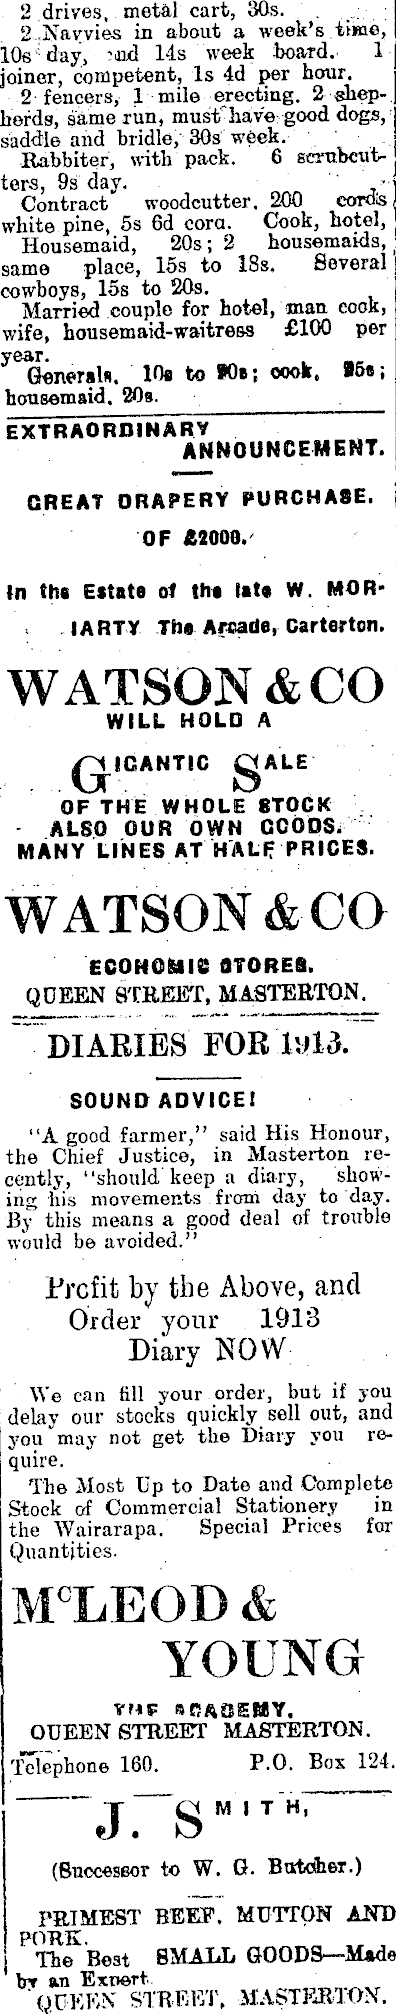 2 drives, metal cart, 30s.
2 Navvies in about a week's time,
10s day, and 14s week board. 1
joiner, competent, 1s 4d per hour.
2 fencers, 1 mile erecting. 2 shep-
herds, same run, must have good dogs,
saddle and bridle, 30s week.
Rabbiter, with pack. 6 scrubcut-
ters, 9s day.
Contract woodcutter, 200 cords
white pine, 5s 6d cord. Cook, hotel,
Housemaid, 20s; 2 housemaids,
same place, 15s to 18s. Several
cowboys, 15s to 20s.
Married couple for hotel, man cook,
wife, housemaid-waitress £100 per
year.
Generals, 10s to 20s; cook, 25s;
housemaid, 20s.
EXTRAORDINARY
ANNOUNCEMENT.
GREAT DRAPERY PURCHASE.
OF £2000.
In the Estate of the late W. MOR-
IARTY The Arcade, Carterton.
WATSON & CO
WILL HOLD A
GIGANTIC SALE
OF THE WHOLE STOCK
ALSO OUR OWN GOODS.
MANY LINES AT HALF PRICES.
WATSON & CO
ECONOMIC STORES.
QUEEN STREET, MASTERTON.
DIARIES FOR 1913.
SOUND ADVICE!
"A good farmer," said His Honour,
the Chief Justice, in Masterton re-
cently, "should keep a diary, show-
ing his movements from day to day.
By this means a good deal of trouble
would be avoided."
Profit by the Above, and
Order your 1913
Diary NOW
We can fill your order, but if you
delay our stocks quickly sell out, and
you may not get the Diary you re-
quire.
The Most Up to Date and Complete
Stock of Commercial Stationery in
the Wairarapa. Special Prices for
Quantities.
McLEOD &
YOUNG
THE ACADEMY,
QUEEN STREET MASTERTON.
Telephone 160. P.O. Box 124.
J. SMITH,
(Successor to W. G. Butcher.)
PRIMEST BEEF, MUTTON AND
PORK.
The Best SMALL GOODS—Made
by an Expert.
QUEEN STREET, MASTERTON.